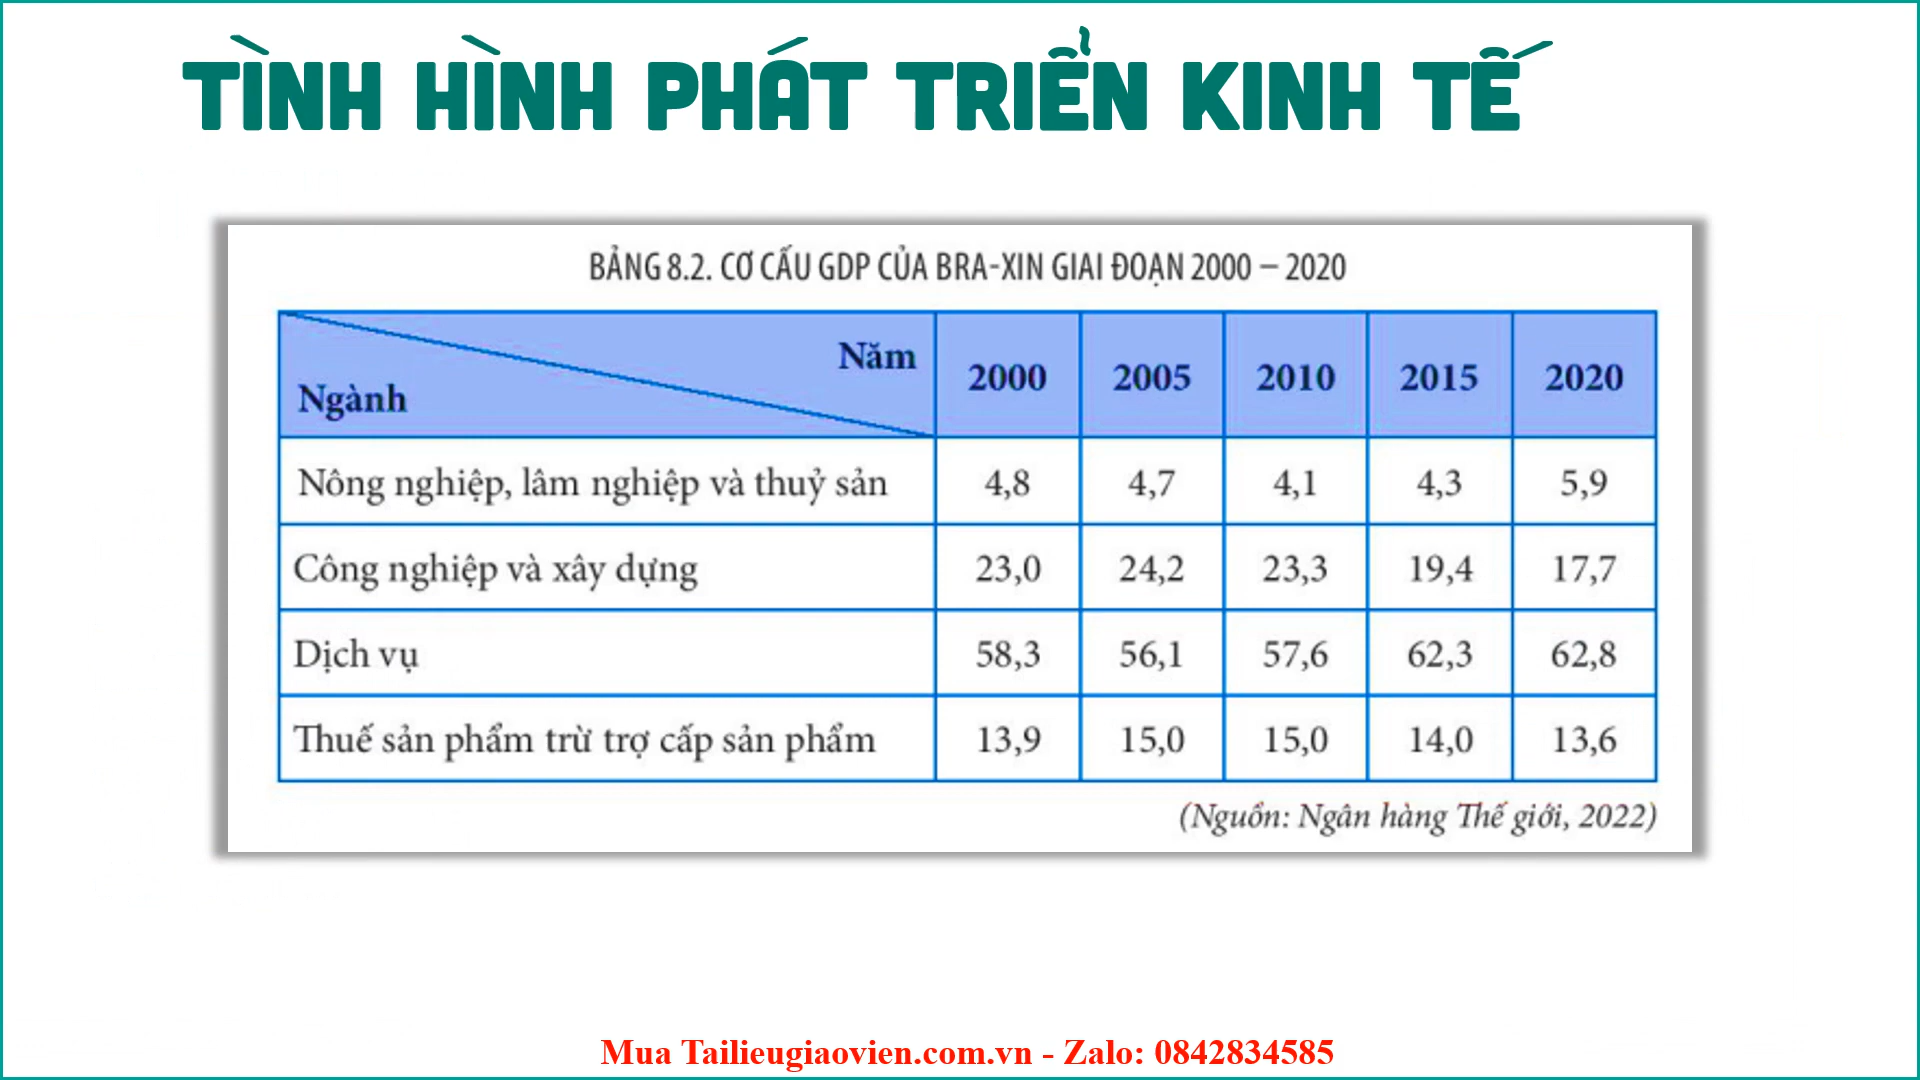 TÌNH HÌNH PHÁT TRIỂN KINH TẾ
BẢNG 8.2. CƠ CẤU GDP CỦA BRA-XIN GIAI ĐOẠN 2000 – 2020
Năm
Ngành
2000 2005 2010 2015 2020
Nông nghiệp, lâm nghiệp và thuỷ sản 4,8 4,7 4,1 4,3 5,9
Công nghiệp và xây dựng 23,0 24,2 23,3 19,4 17,7
Dịch vụ 58,3 56,1 57,6 62,3 62,8
Thuế sản phẩm trừ trợ cấp sản phẩm 13,9 15,0 15,0 14,0 13,6
(Nguồn: Ngân hàng Thế giới, 2022)
Mua Tailieugiaovien.com.vn - Zalo: 0842834585